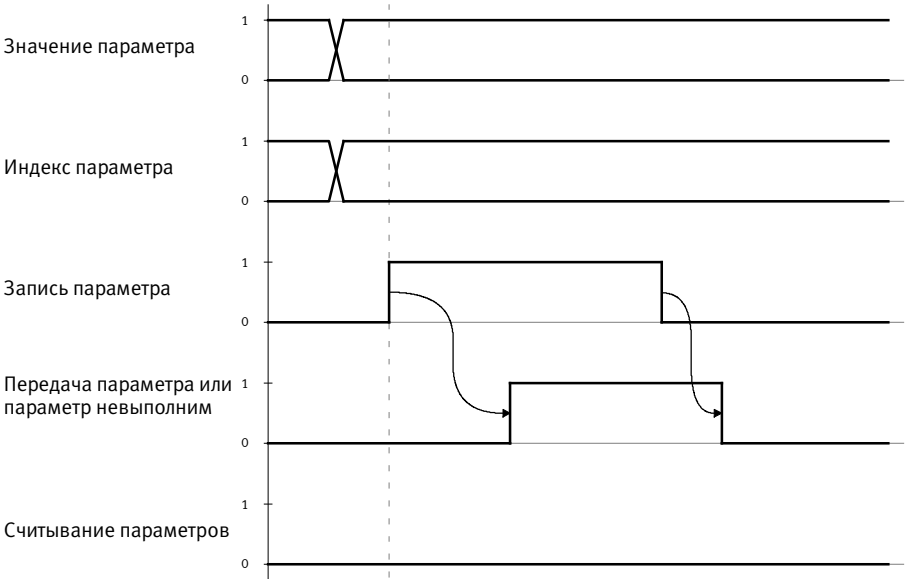 1
Значение параметра
0
1
Индекс параметра
0
1
Запись параметра
0
Передача параметра или
1
параметр невыполним
0
1
Считывание параметров
0